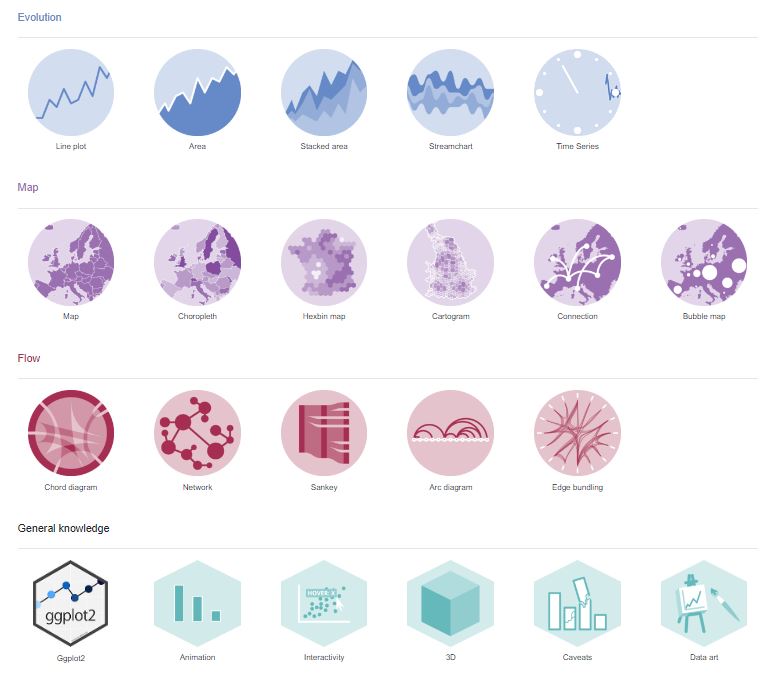 Evolution
Line plot
Area
Stacked area
Streamchart
Time Series
Map
Map
Choropleth
Hexbin map
Cartogram
Connection
Bubble map
Flow
Chord diagram
Network
Sankey
Arc diagram
Edge bundling
General knowledge
ggplot2
HOVER: X
Ggplot2
Animation
Interactivity
3D
Caveats
Data art